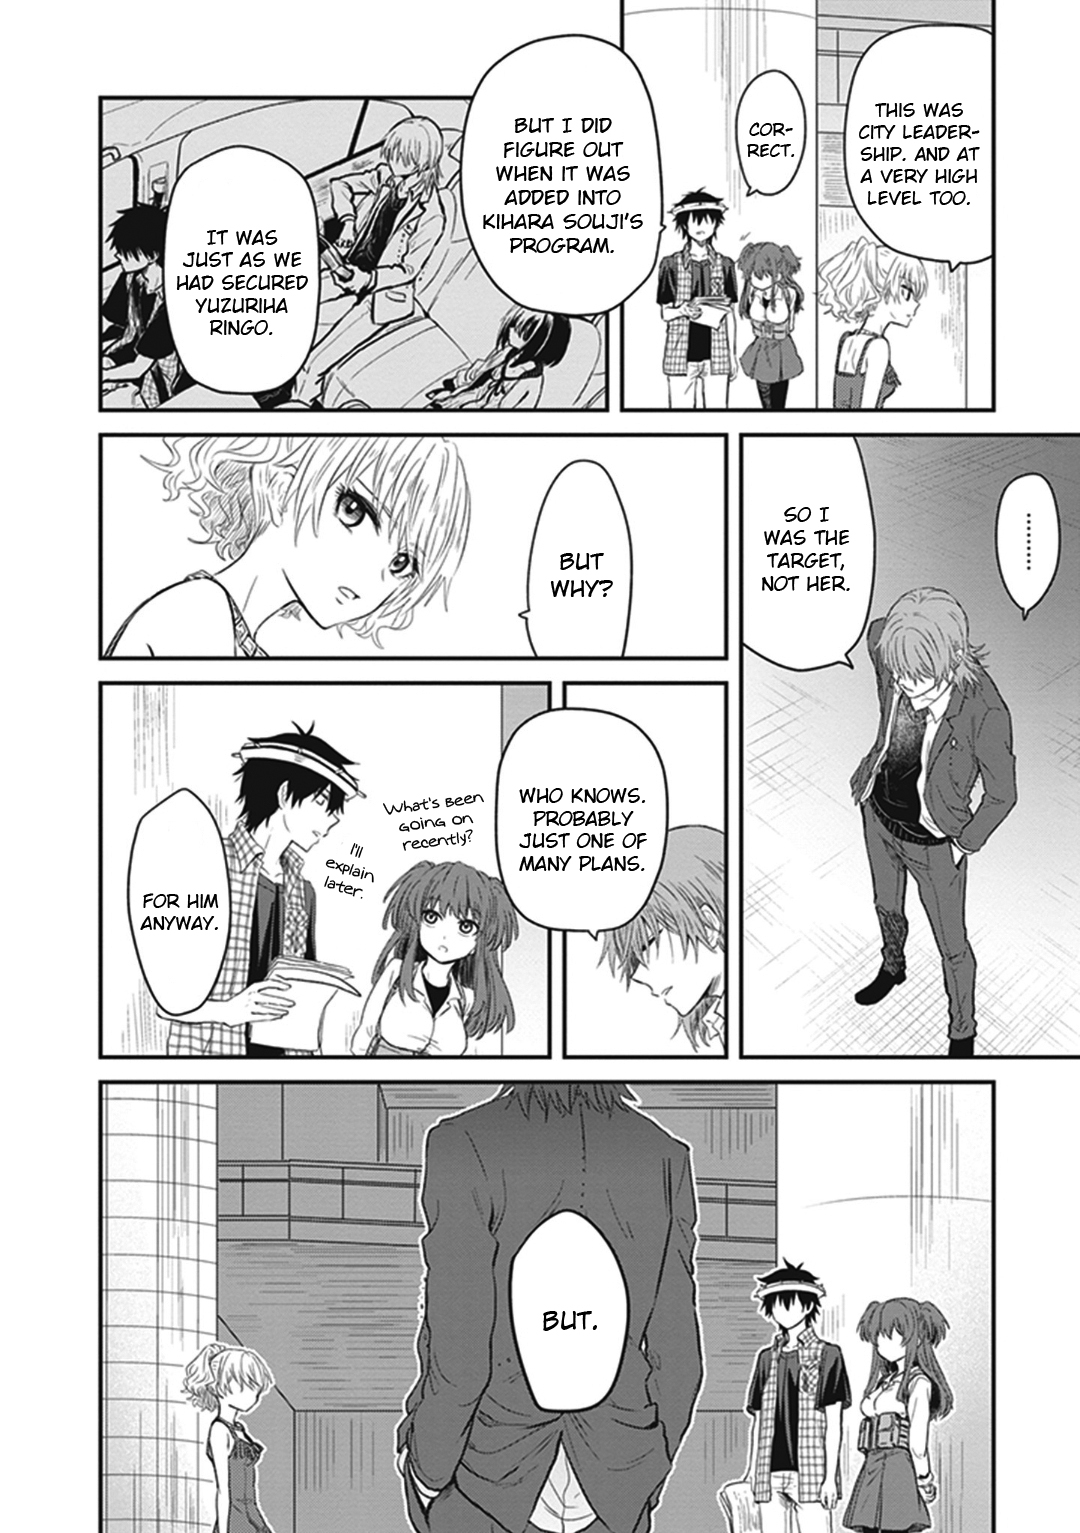 THIS WAS
CITY LEADER-
SHIP. AND AT
A VERY HIGH
LEVEL TOO.
COR-
RECT.
BUT I DID
FIGURE OUT
WHEN IT WAS
ADDED INTO
KIHARA SOUJI'S
PROGRAM.
IT WAS
JUST AS WE
HAD SECURED
YUZURIHA
RINGO.
.........
SO I
WAS THE
TARGET,
NOT HER.
BUT
WHY?
WHO KNOWS.
PROBABLY
JUST ONE OF
MANY PLANS.
What's been
going on
recently?
I'll
explain
later.
FOR HIM
ANYWAY.
BUT.